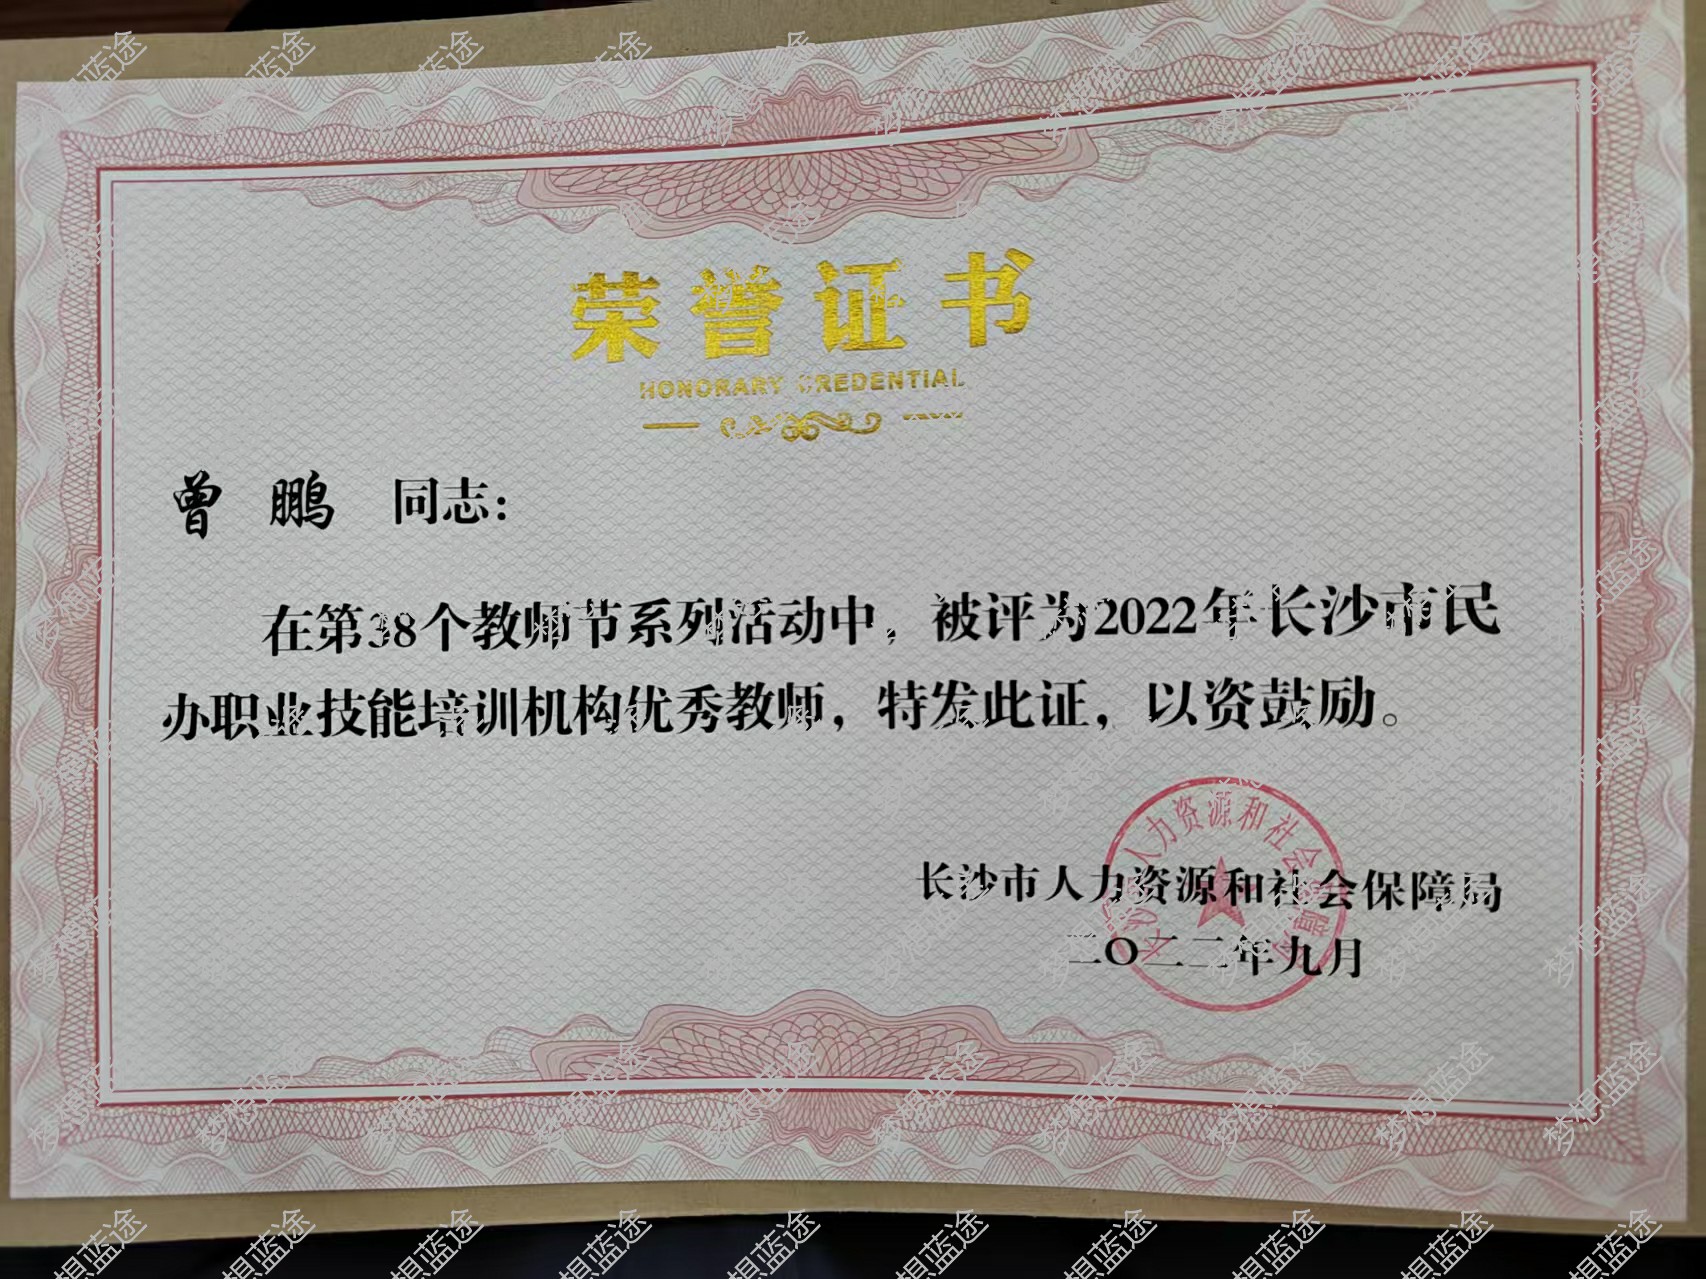 荣誉证书
HONORARY CREDENTIAL
曾 鹏 同志：
在第38个教师节系列活动中，被评为2022年长沙市民
办职业技能培训机构优秀教师，特发此证，以资鼓励。
长沙市人力资源和社会保障局
二〇二二年九月
梦想蓝途